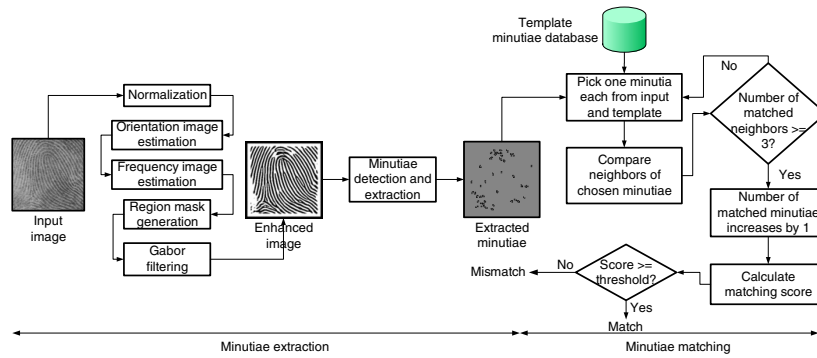 Template
minutiae database
No
Normalization
Pick one minutia
each from input
and template
Number of
matched
neighbors >=
3?
Orientation image
estimation
Minutiae
detection and
extraction
Compare
neighbors of
chosen minutiae
Frequency image
estimation
Yes
Input
image
Region mask
generation
Enhanced
image
Extracted
minutiae
Number of
matched minutiae
increases by 1
Gabor
filtering
Mismatch
No
Score >=
threshold?
Calculate
matching score
Yes
Match
Minutiae extraction
Minutiae matching